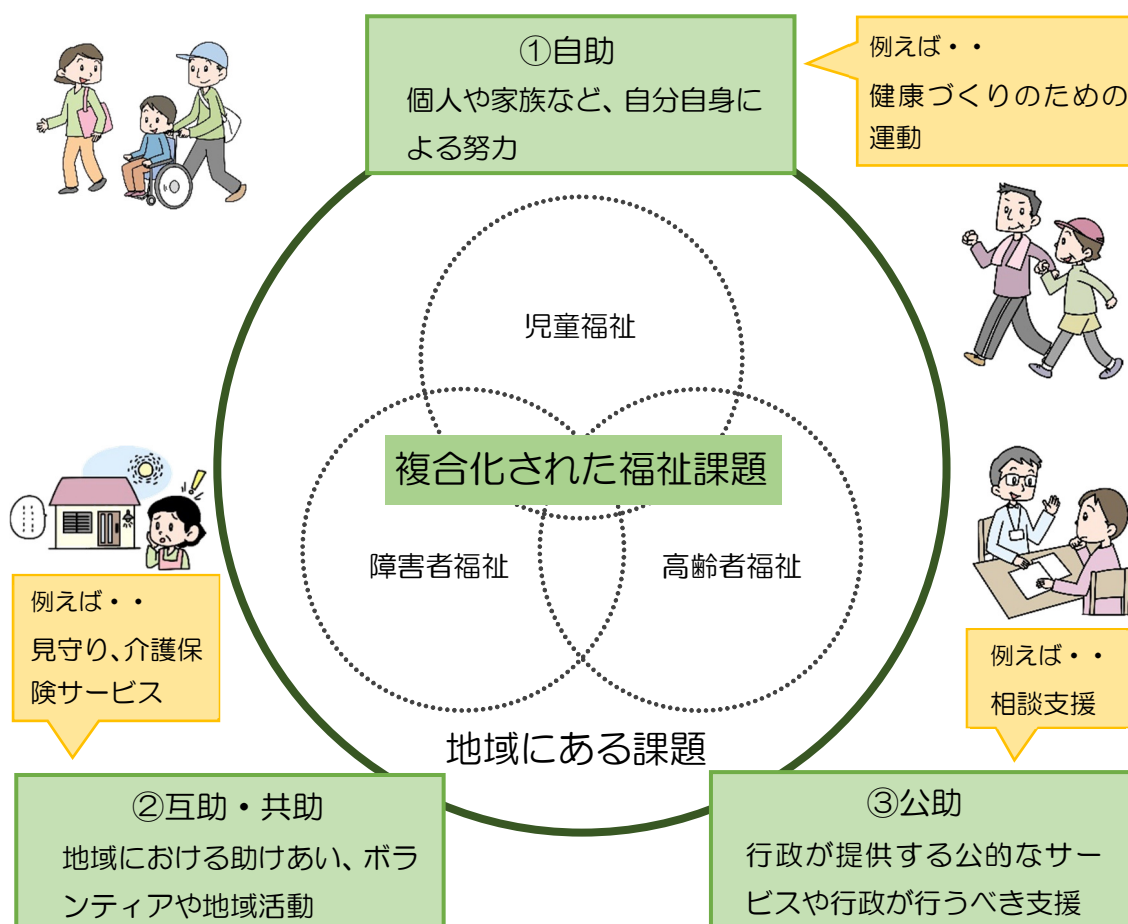 ①自助
個人や家族など、自分自身に
よる努力
例えば・・
健康づくりのための
運動
児童福祉
複合化された福祉課題
障害者福祉
高齢者福祉
例えば・・
見守り、介護保
険サービス
例えば・・
相談支援
地域にある課題
②互助・共助
地域における助けあい、ボラ
ンティアや地域活動
③公助
行政が提供する公的なサー
ビスや行政が行うべき支援